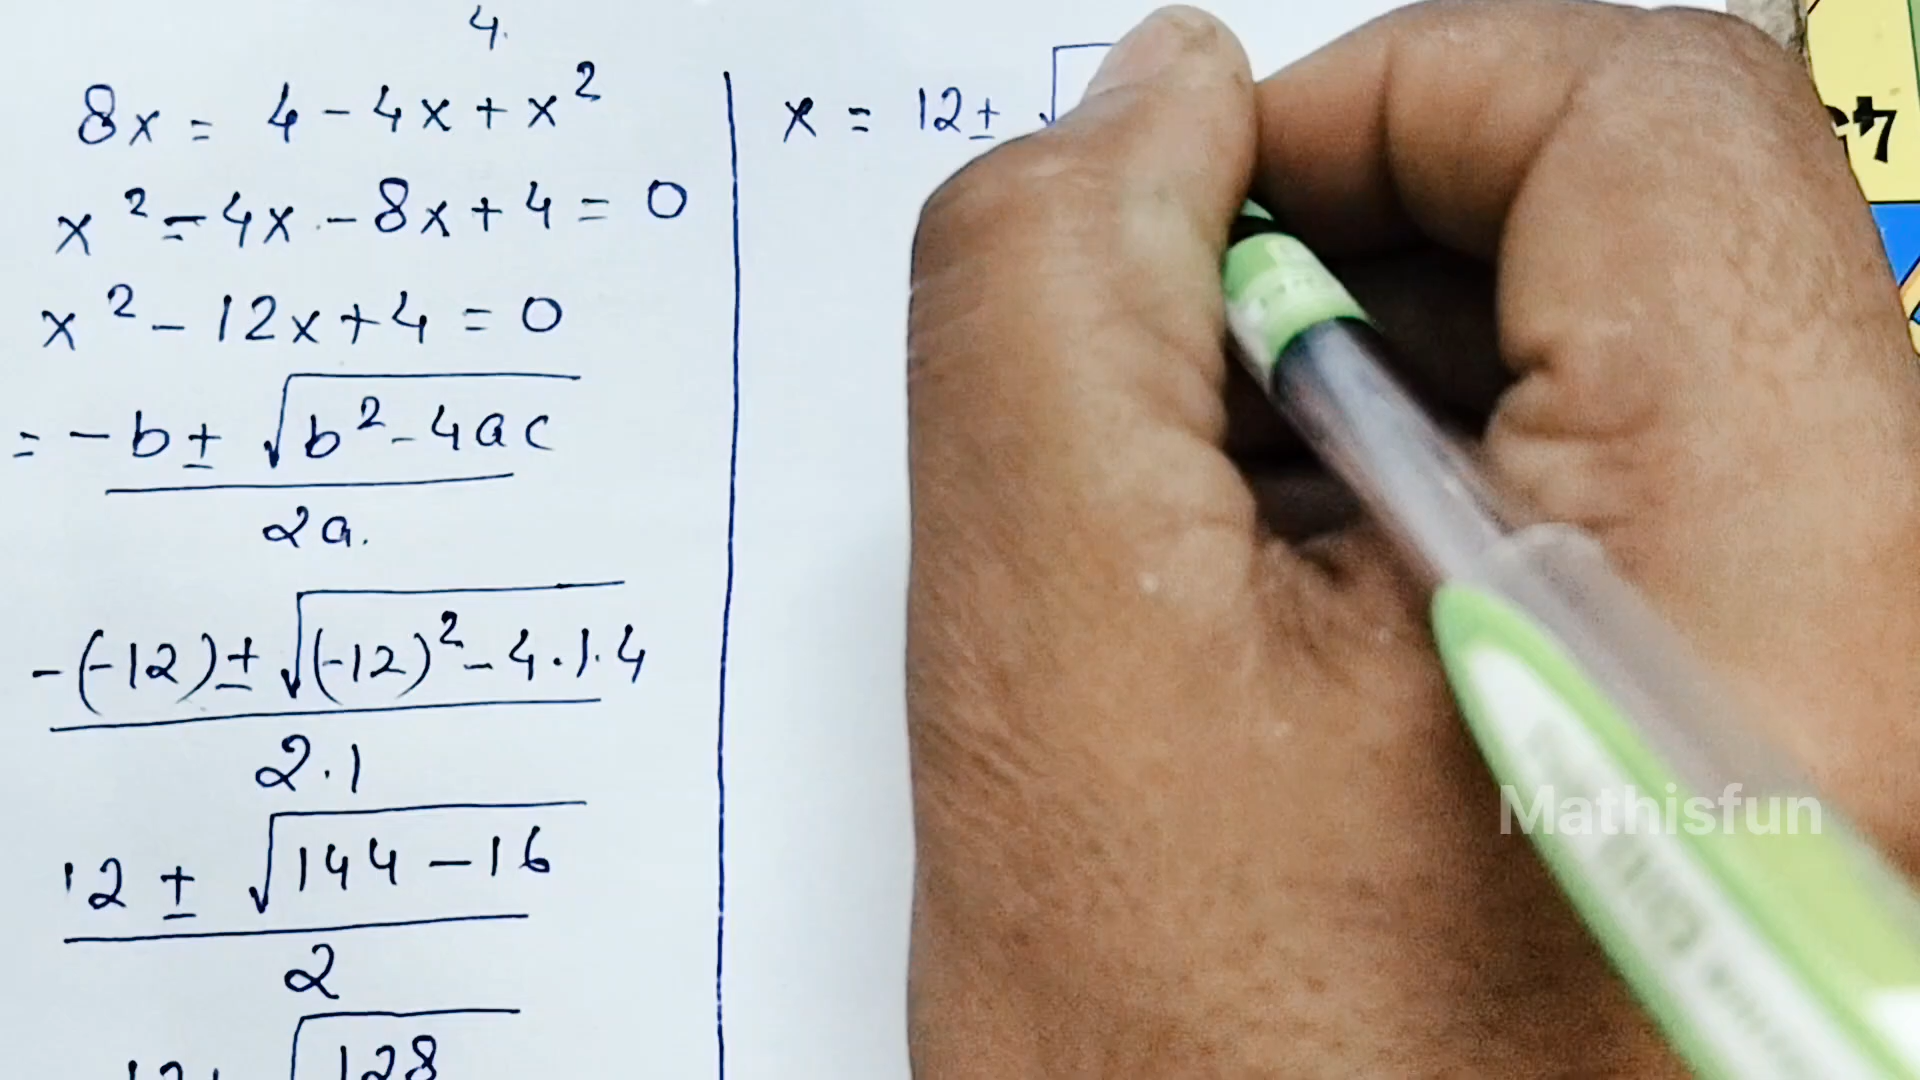 4.
8x = 4 - 4x + x²
x² - 4x - 8x + 4 = 0
x² - 12x + 4 = 0
= -b ± √(b² - 4ac)
2a.
-(-12) ± √((-12)² - 4.1.4)
2.1
12 ± √(144 - 16)
2
√128
x = 12 ± √
Mathisfun